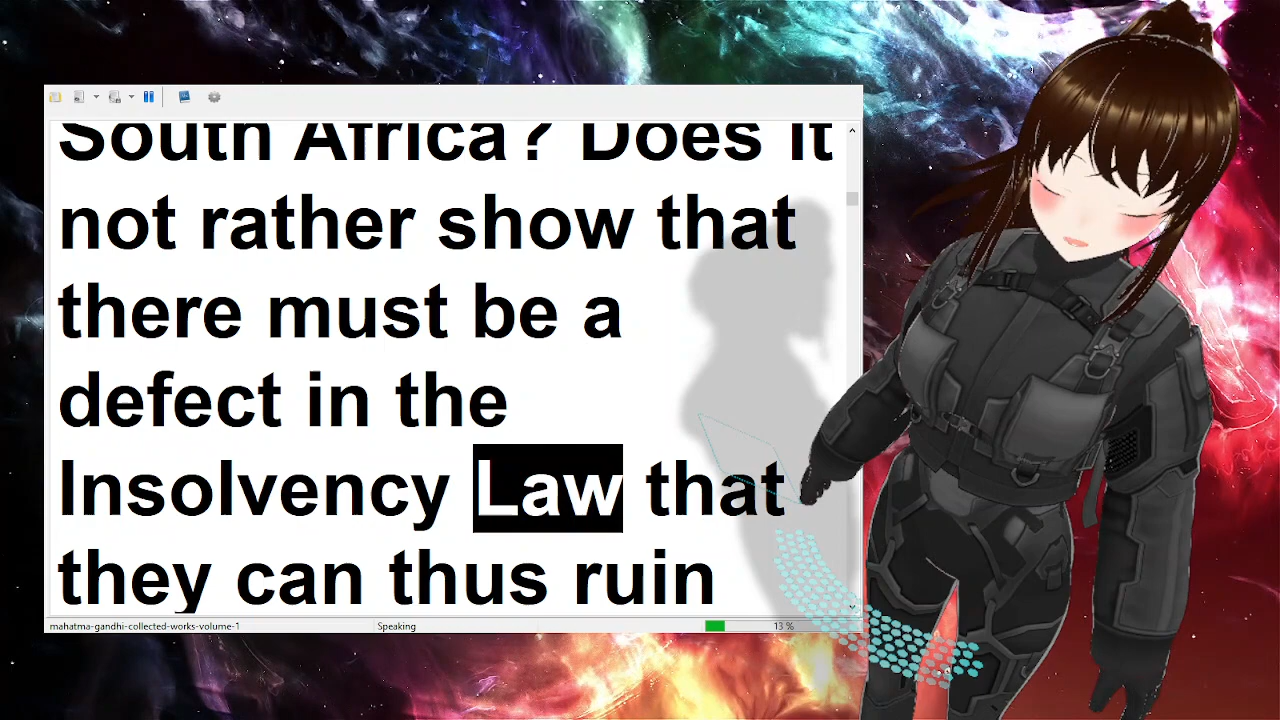 South Africa? Does it
not rather show that
there must be a
defect in the
Insolvency Law that
they can thus ruin
mahatma-gandhi-collected-works-volume-1 Speaking 13 %